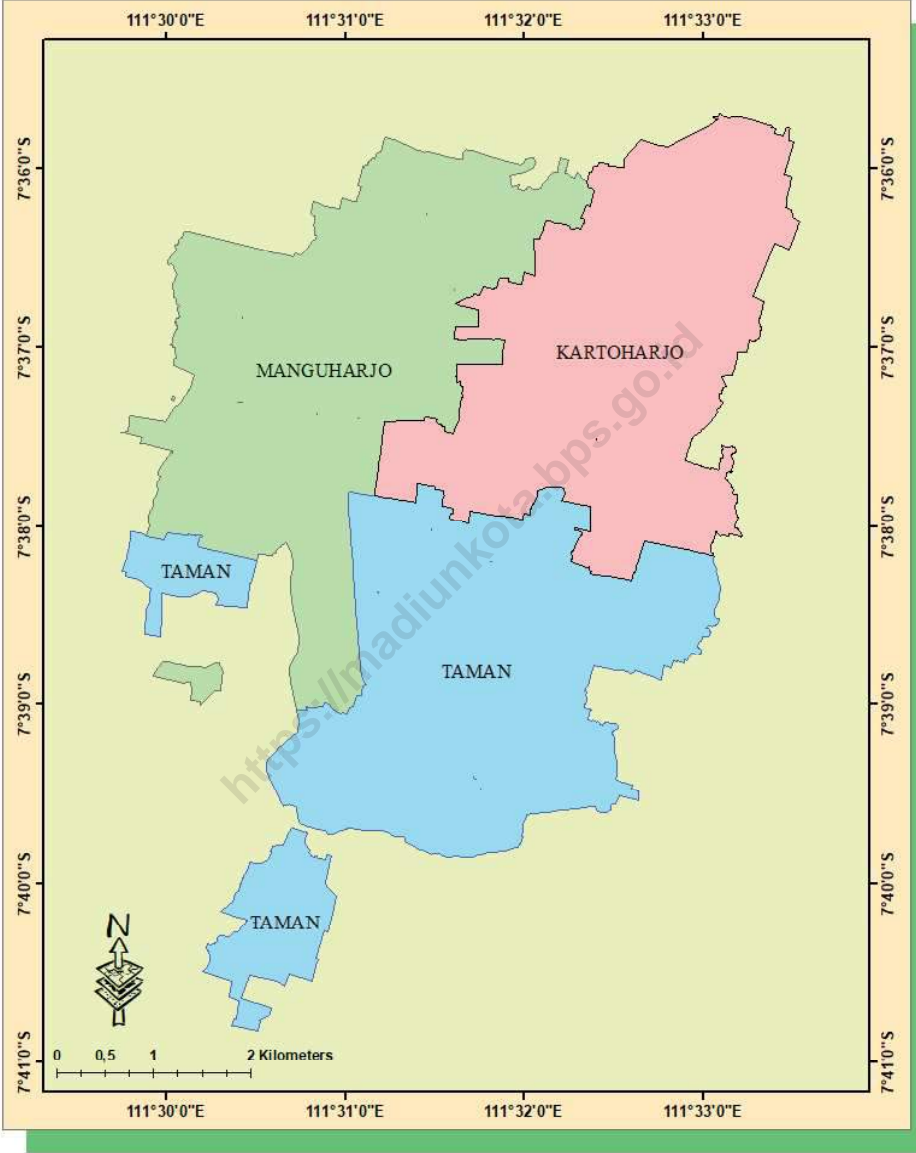 111°30'0"E 111°31'0"E 111°32'0"E 111°33'0"E
7°36'0"S 7°36'0"S
7°37'0"S 7°37'0"S
KARTOHARJO
MANGUHARJO
7°38'0"S 7°38'0"S
TAMAN
TAMAN
7°39'0"S 7°39'0"S
https://madiunkota.bps.go.id
7°40'0"S 7°40'0"S
TAMAN
N
0 0,5 1 2 Kilometers
7°41'0"S 7°41'0"S
111°30'0"E 111°31'0"E 111°32'0"E 111°33'0"E